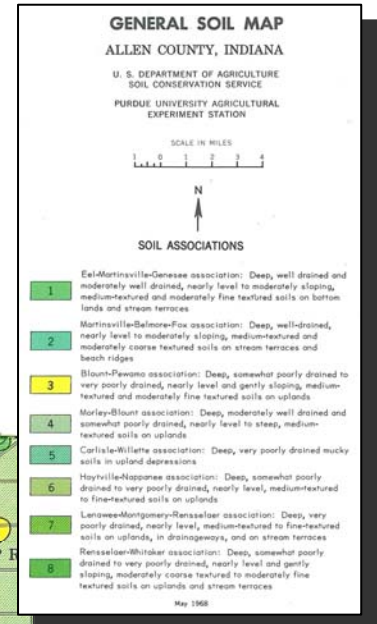 GENERAL SOIL MAP
ALLEN COUNTY, INDIANA
U. S. DEPARTMENT OF AGRICULTURE
SOIL CONSERVATION SERVICE
PURDUE UNIVERSITY AGRICULTURAL
EXPERIMENT STATION
SCALE IN MILES
1 0 1 2 3 4
N
SOIL ASSOCIATIONS
1 Eel-Martinsville-Genesee association: Deep, well drained and
moderately well drained, nearly level to moderately sloping,
medium-textured and moderately fine textured soils on bottom
lands and stream terraces
2 Martinsville-Belmore-Fox association: Deep, well-drained,
nearly level to moderately sloping, medium-textured and
moderately coarse textured soils on stream terraces and
beach ridges
3 Blount-Pewamo association: Deep, somewhat poorly drained to
very poorly drained, nearly level and gently sloping, medium-
textured and moderately fine textured soils on uplands
4 Morley-Blount association: Deep, moderately well drained and
somewhat poorly drained, nearly level to steep, medium-
textured soils on uplands
5 Carlisle-Willette association: Deep, very poorly drained mucky
soils in upland depressions
6 Hoytville-Nappanee association: Deep, somewhat poorly
drained to very poorly drained, nearly level, medium-textured
to fine-textured soils on uplands
7 Lenawee-Montgomery-Rensselaer association: Deep, very
poorly drained, nearly level, medium-textured to fine-textured
soils on uplands, in drainageways, and on stream terraces
8 Rensselaer-Whitaker association: Deep, somewhat poorly
drained to very poorly drained, nearly level and gently
sloping, moderately coarse textured to moderately fine
textured soils on uplands and stream terraces
May 1968